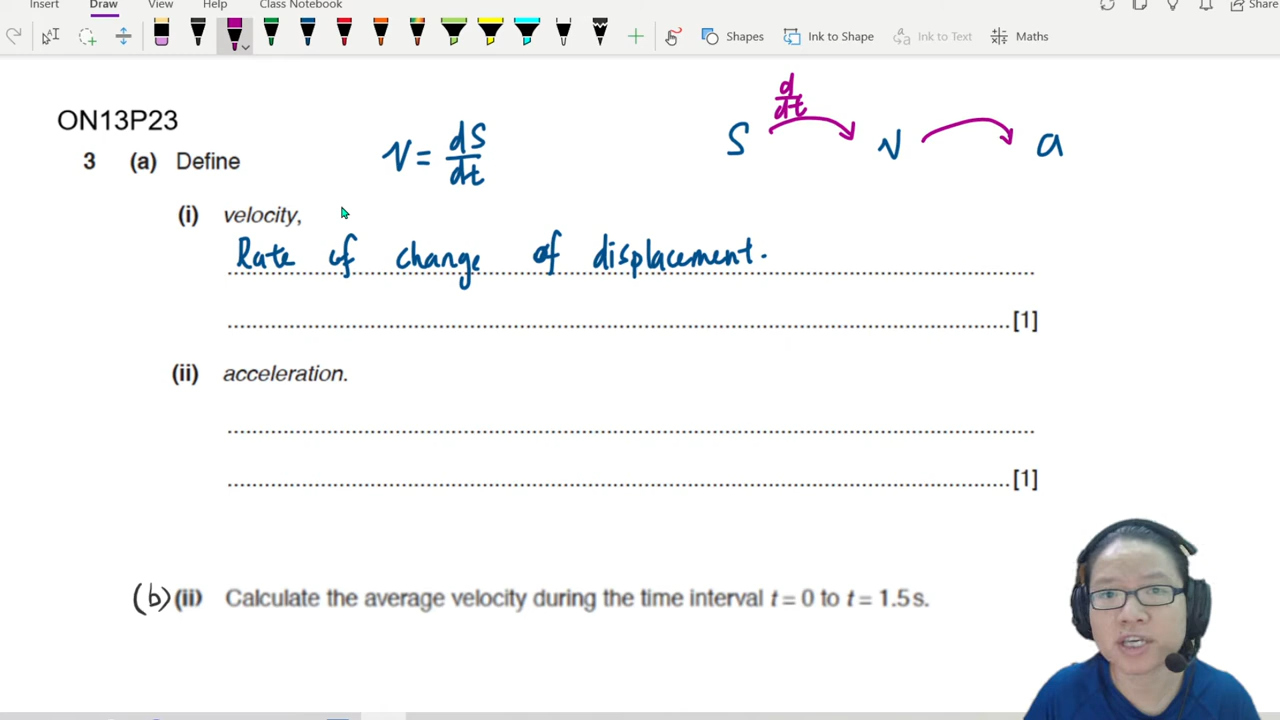 Insert Draw View Help Class Notebook
Share
Shapes Ink to Shape Ink to Text Maths
ON13P23
3 (a) Define
v = dS/dt
d/dt
S v a
(i) velocity,
Rate of change of displacement.
[1]
(ii) acceleration.
[1]
(b) (ii) Calculate the average velocity during the time interval t = 0 to t = 1.5 s.